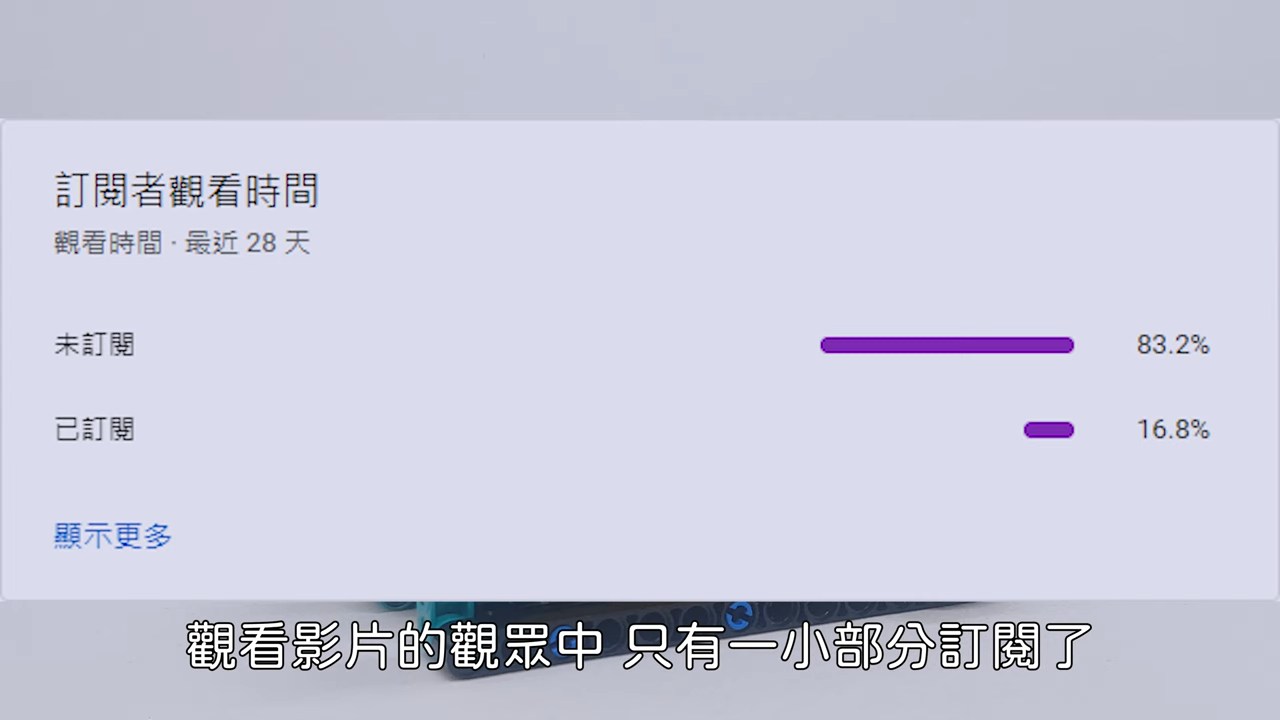 訂閱者觀看時間
觀看時間 · 最近 28 天
未訂閱 83.2%
已訂閱 16.8%
顯示更多
觀看影片的觀眾中 只有一小部分訂閱了